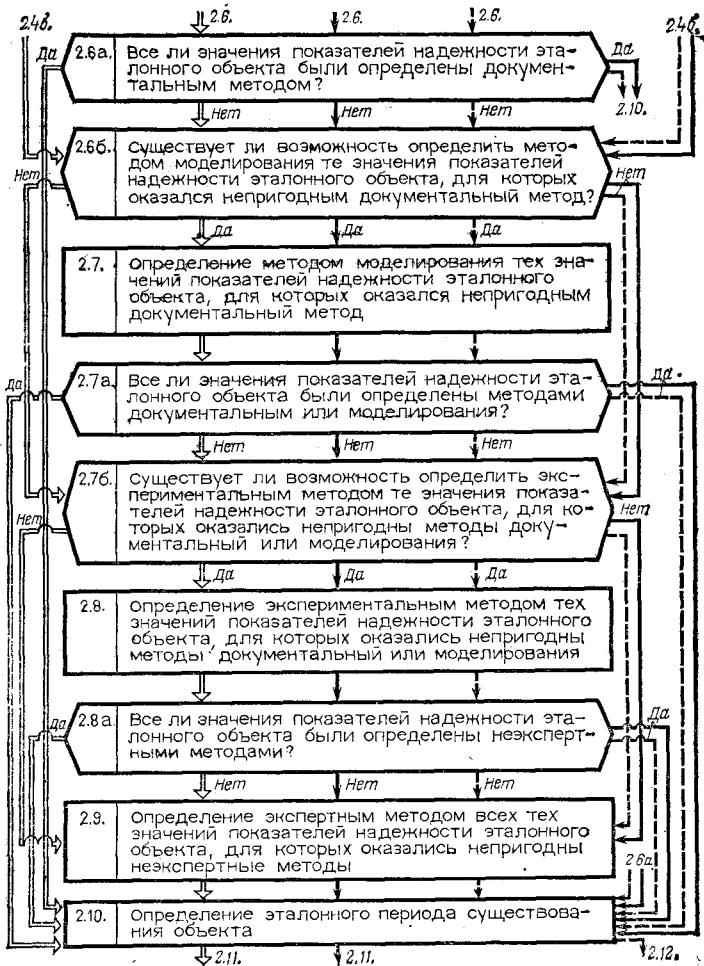 2.4в. 2.6. 2.6. 2.6. 2.4в.
Да
2.6а. Все ли значения показателей надежности эта-
лонного объекта были определены докумен-
тальным методом?
Да
2.10.
Нет Нет Нет
2.6б. Существует ли возможность определить мето-
дом моделирования те значения показателей
надежности эталонного объекта, для которых
оказался непригодным документальный метод?
Нет Нет
Да Да Да
2.7. Определение методом моделирования тех зна-
чений показателей надежности эталонного
объекта, для которых оказался непригодным
документальный метод
2.7а. Все ли значения показателей надежности эта-
лонного объекта были определены методами
документальным или моделирования?
Да Да
Нет Нет Нет
2.7б. Существует ли возможность определить экс-
периментальным методом те значения показа-
телей надежности эталонного объекта, для ко-
торых оказались непригодны методы доку-
ментальный или моделирования?
Нет Нет
Да Да Да
2.8. Определение экспериментальным методом тех
значений показателей надежности эталонного
объекта, для которых оказались непригодны
методы документальный или моделирования
2.8а Все ли значения показателей надежности эта-
лонного объекта были определены неэксперт-
ными методами?
Да Да
Нет Нет Нет
2.9. Определение экспертным методом всех тех
значений показателей надежности эталонного
объекта, для которых оказались непригодны
неэкспертные методы
2.6а
2.10. Определение эталонного периода существова-
ния объекта
2.11. 2.11. 2.12.